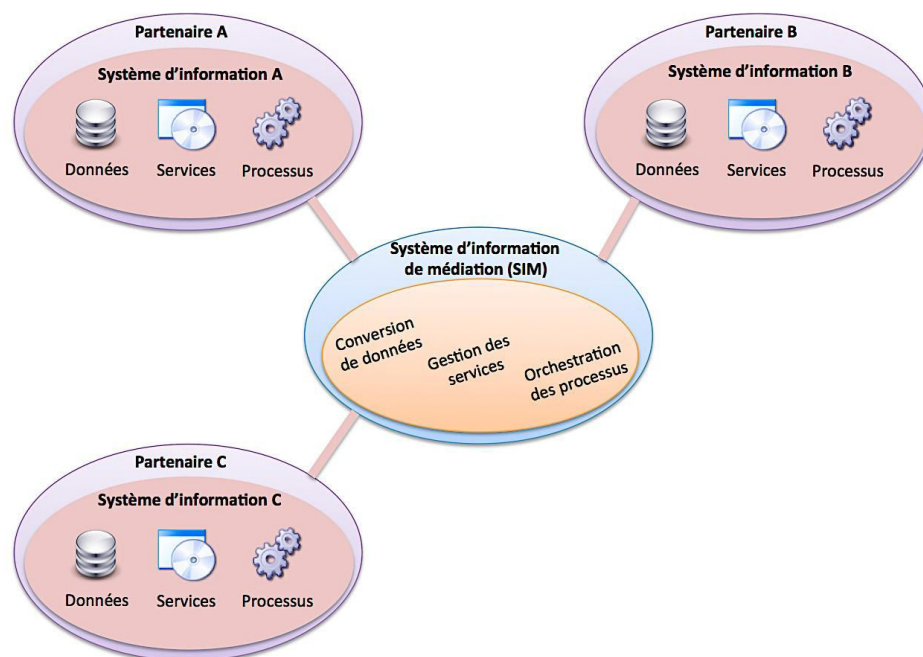 Partenaire A
Système d'information A
Données
Services
Processus
Partenaire B
Système d'information B
Données
Services
Processus
Système d'information
de médiation (SIM)
Conversion
de données
Gestion des
services
Orchestration
des processus
Partenaire C
Système d'information C
Données
Services
Processus